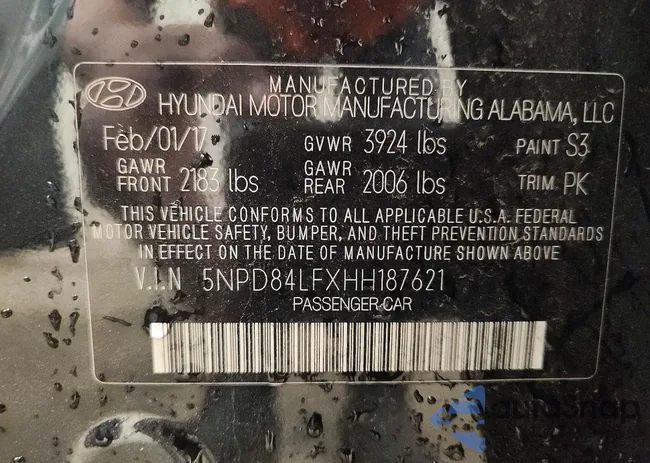 MANUFACTURED BY
HYUNDAI MOTOR MANUFACTURING ALABAMA, LLC
Feb/01/17 GVWR 3924 lbs PAINT S3
GAWR FRONT 2183 lbs GAWR REAR 2006 lbs TRIM PK
THIS VEHICLE CONFORMS TO ALL APPLICABLE U.S.A. FEDERAL
MOTOR VEHICLE SAFETY, BUMPER, AND THEFT PREVENTION STANDARDS
IN EFFECT ON THE DATE OF MANUFACTURE SHOWN ABOVE
V.I.N 5NPD84LFXHH187621
PASSENGER CAR
autoSnap